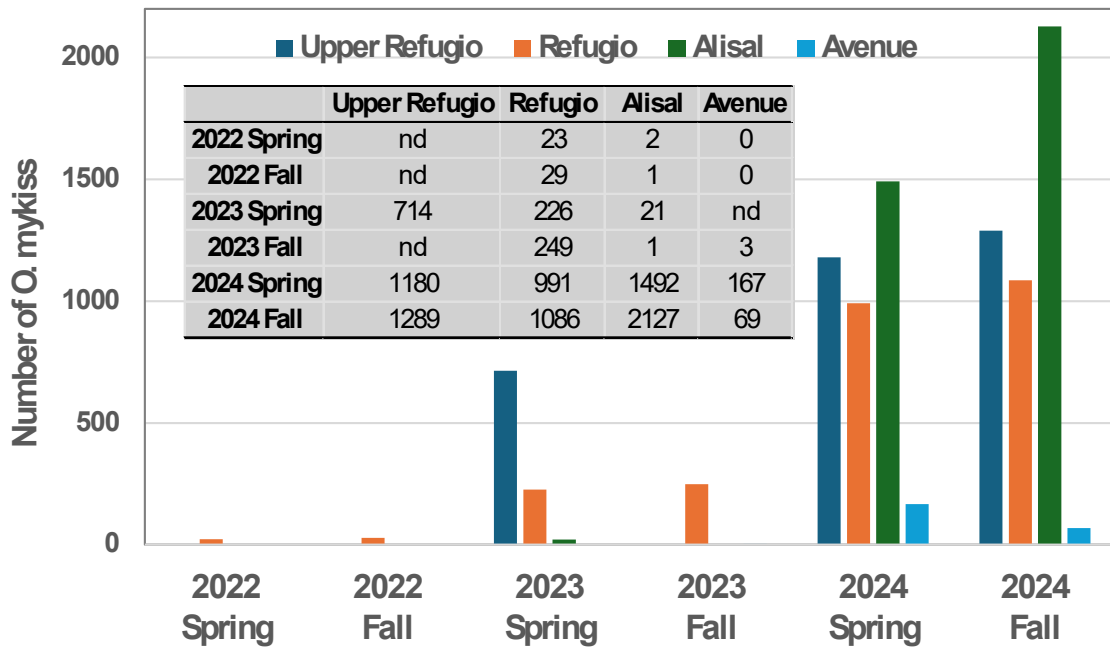 Upper Refugio Refugio Alisal Avenue
Upper Refugio Refugio Alisal Avenue
2022 Spring nd 23 2 0
2022 Fall nd 29 1 0
2023 Spring 714 226 21 nd
2023 Fall nd 249 1 3
2024 Spring 1180 991 1492 167
2024 Fall 1289 1086 2127 69
Number of O. mykiss
2000
1500
1000
500
0
2022 2022 2023 2023 2024 2024
Spring Fall Spring Fall Spring Fall